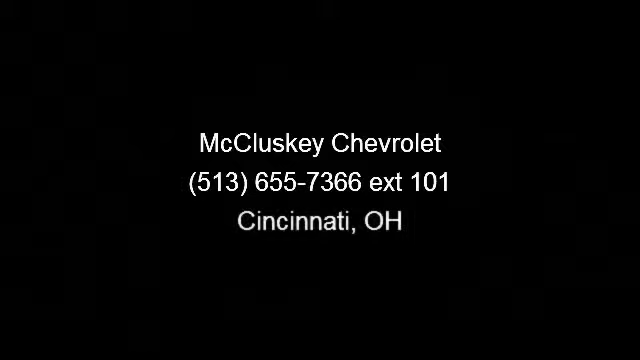 McCluskey Chevrolet
(513) 655-7366 ext 101
Cincinnati, OH